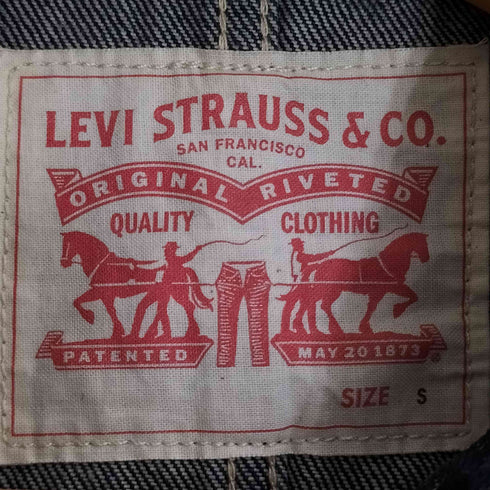 LEVI STRAUSS & CO.
SAN FRANCISCO
CAL.
ORIGINAL RIVETED
QUALITY CLOTHING
PATENTED MAY 20 1873 ®
SIZE S